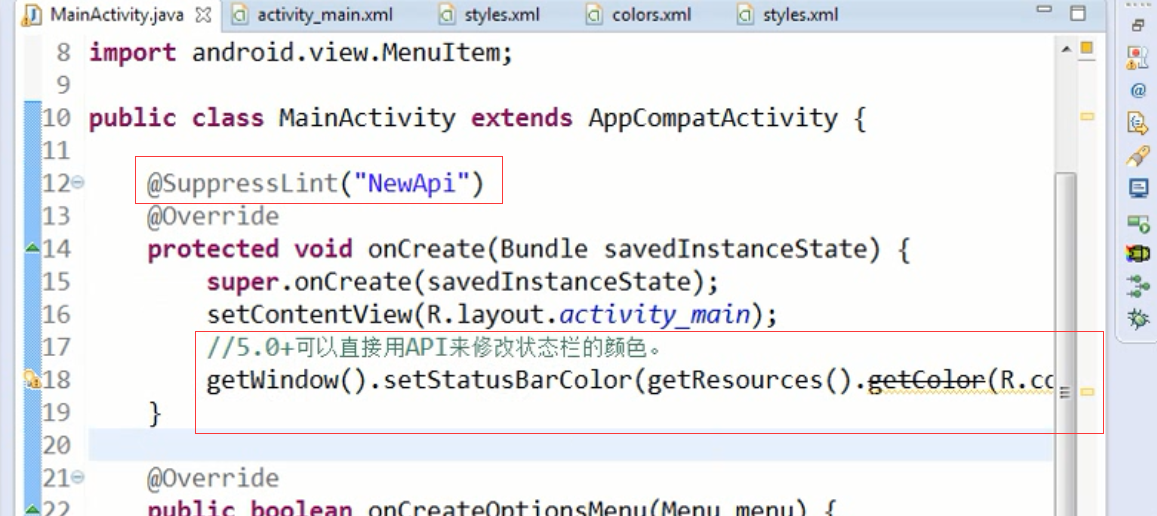 MainActivity.java activity_main.xml styles.xml colors.xml styles.xml
8 import android.view.MenuItem;
9
10 public class MainActivity extends AppCompatActivity {
11
12 @SuppressLint("NewApi")
13 @Override
14 protected void onCreate(Bundle savedInstanceState) {
15 super.onCreate(savedInstanceState);
16 setContentView(R.layout.activity_main);
17 //5.0+可以直接用API来修改状态栏的颜色。
18 getWindow().setStatusBarColor(getResources().getColor(R.co
19 }
20
21 @Override
22 public boolean onCreateOptionsMenu(Menu menu) {